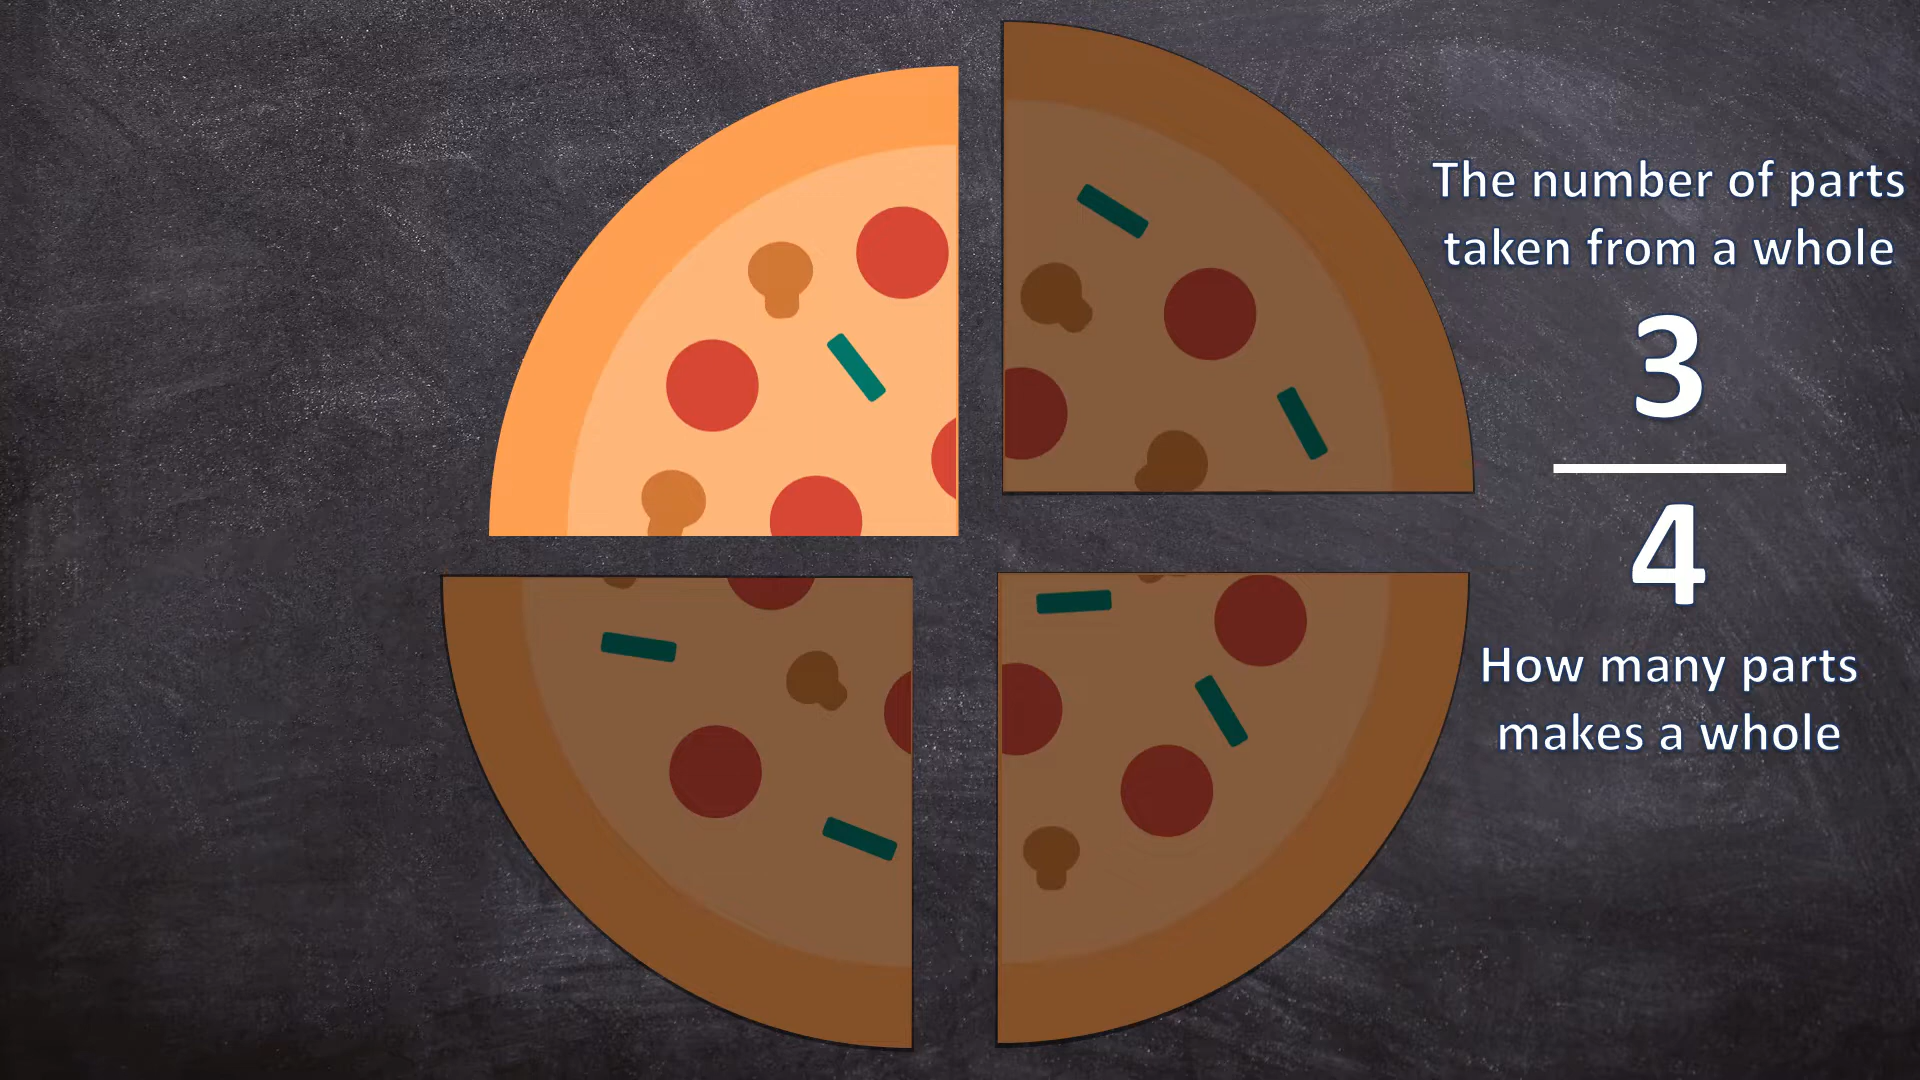 The number of parts
taken from a whole
3
4
How many parts
makes a whole